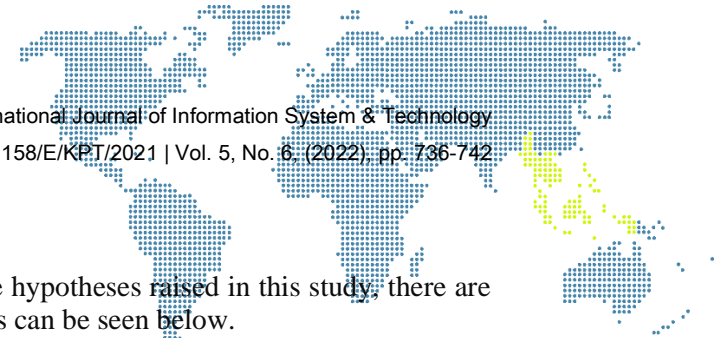 national Journal of Information System & Technology
158/E/KPT/2021 | Vol. 5, No. 6, (2022), pp. 736-742
e hypotheses raised in this study, there are
s can be seen below.